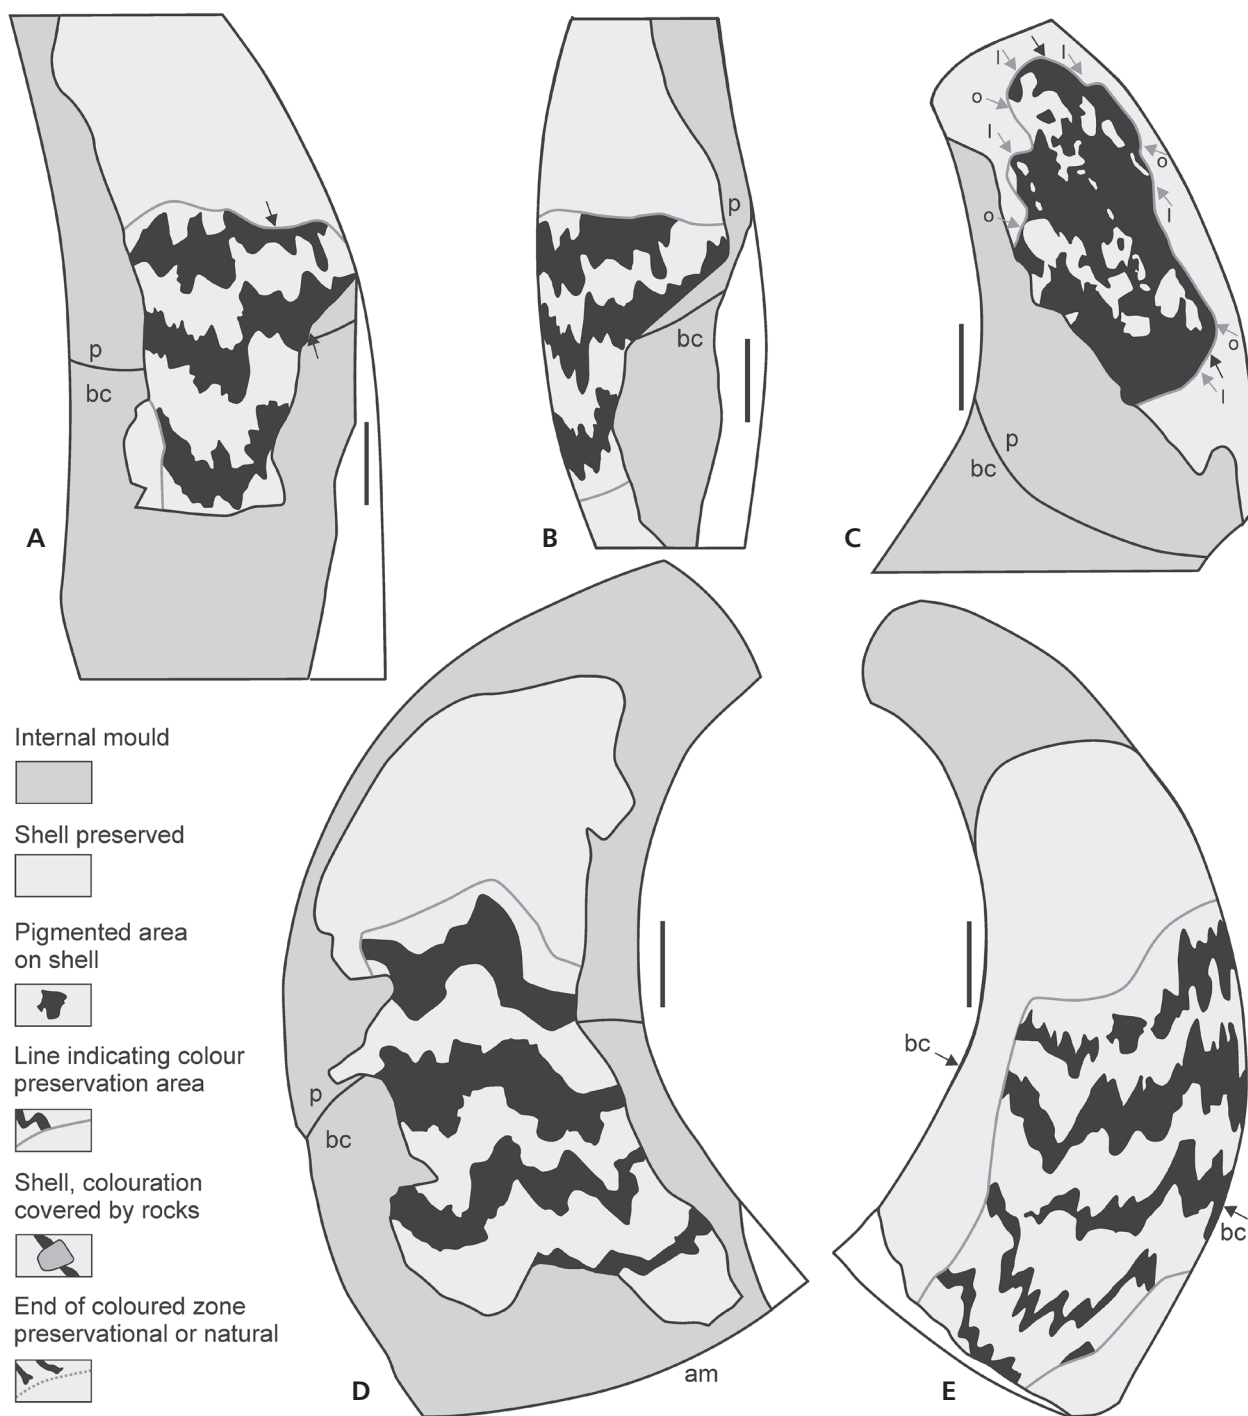 p
bc
A
p
bc
B
l
l
o
l
o
o
l
o
l
p
bc
C
Internal mould
Shell preserved
Pigmented area
on shell
Line indicating colour
preservation area
Shell, colouration
covered by rocks
End of coloured zone
preservational or natural
p
bc
am
D
bc
bc
E